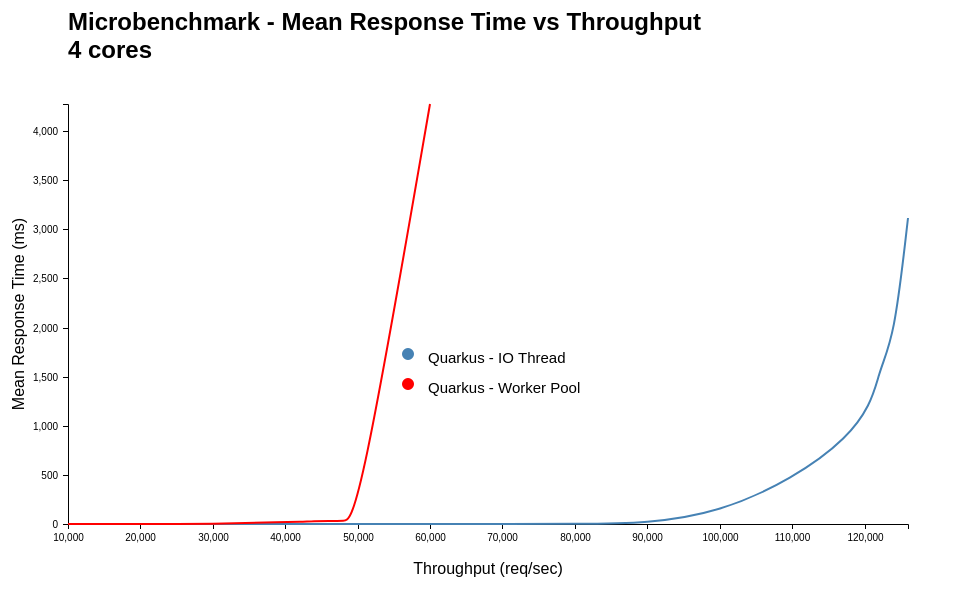 Microbenchmark - Mean Response Time vs Throughput
4 cores
4,000
3,500
3,000
2,500
2,000
1,500
1,000
500
0
Mean Response Time (ms)
Quarkus - IO Thread
Quarkus - Worker Pool
10,000 20,000 30,000 40,000 50,000 60,000 70,000 80,000 90,000 100,000 110,000 120,000
Throughput (req/sec)